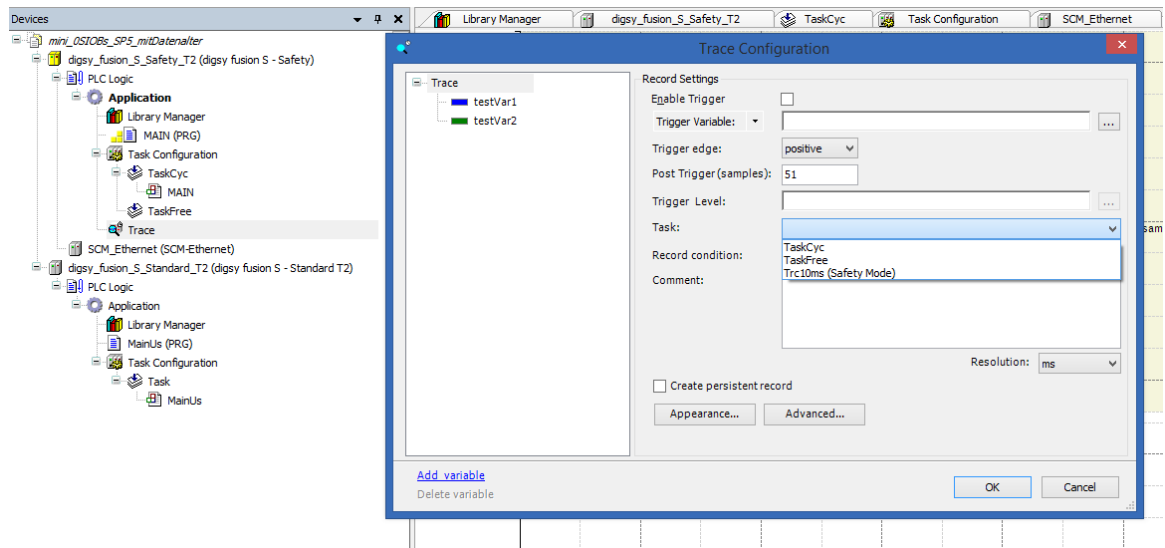 Devices
Library Manager
digsy_fusion_S_Safety_T2
TaskCyc
Task Configuration
SCM_Ethernet
mini_0SIOBs_SP5_mitDatenalter
digsy_fusion_S_Safety_T2 (digsy fusion S - Safety)
PLC Logic
Application
Library Manager
MAIN (PRG)
Task Configuration
TaskCyc
MAIN
TaskFree
Trace
SCM_Ethernet (SCM-Ethernet)
digsy_fusion_S_Standard_T2 (digsy fusion S - Standard T2)
PLC Logic
Application
Library Manager
MainUs (PRG)
Task Configuration
Task
MainUs
Trace Configuration
Trace
testVar1
testVar2
Record Settings
Enable Trigger
Trigger Variable:
...
Trigger edge:
positive
Post Trigger (samples):
51
Trigger Level:
...
Task:
TaskCyc
TaskFree
Trc10ms (Safety Mode)
Record condition:
Comment:
Resolution:
ms
Create persistent record
Appearance...
Advanced...
Add variable
Delete variable
OK
Cancel